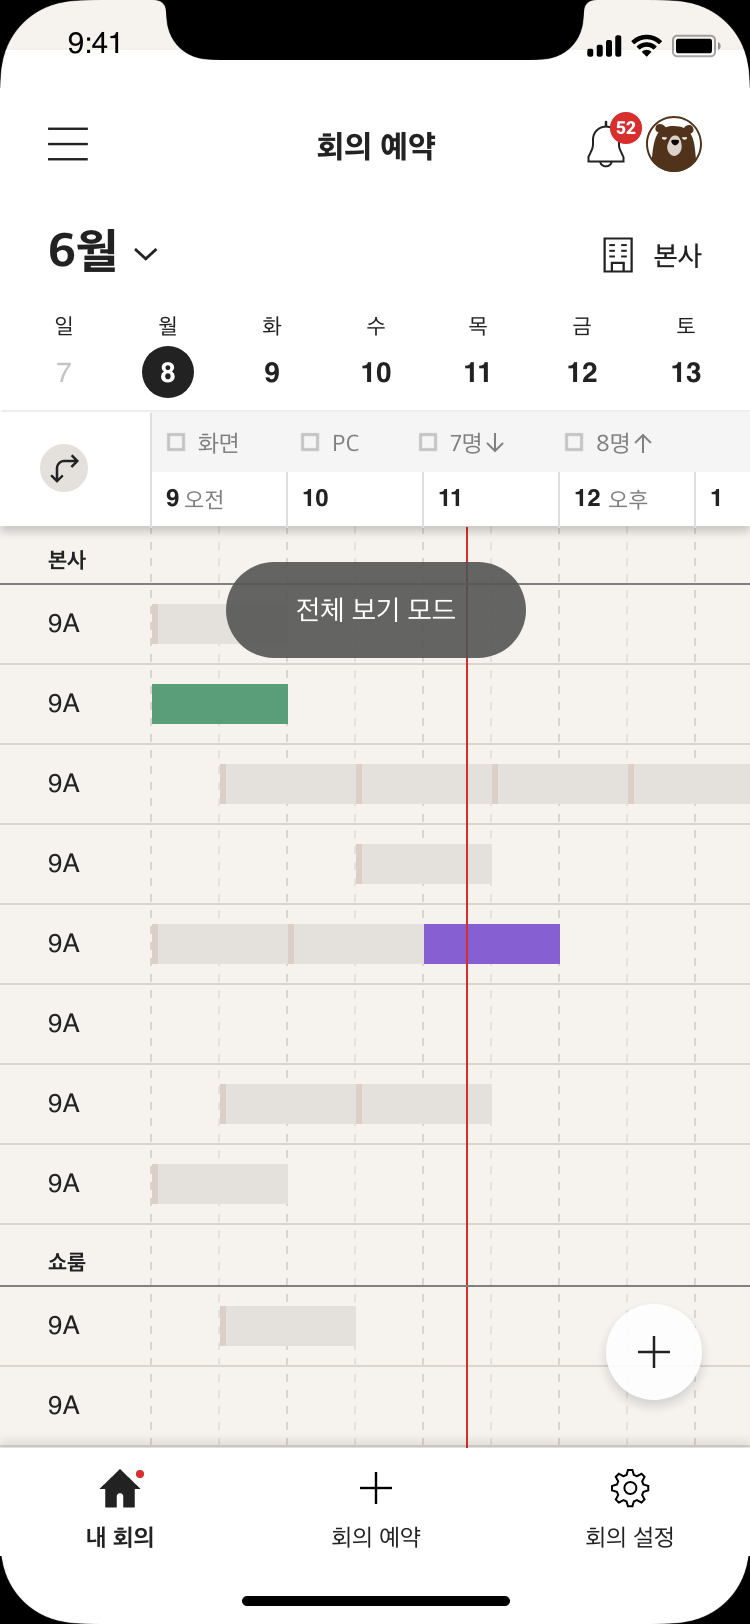 9:41
회의 예약
52
6월
본사
일 월 화 수 목 금 토
7 8 9 10 11 12 13
화면 PC 7명↓ 8명↑
9 오전 10 11 12 오후 1
본사
전체 보기 모드
9A
9A
9A
9A
9A
9A
9A
9A
쇼룸
9A
9A
내 회의 회의 예약 회의 설정